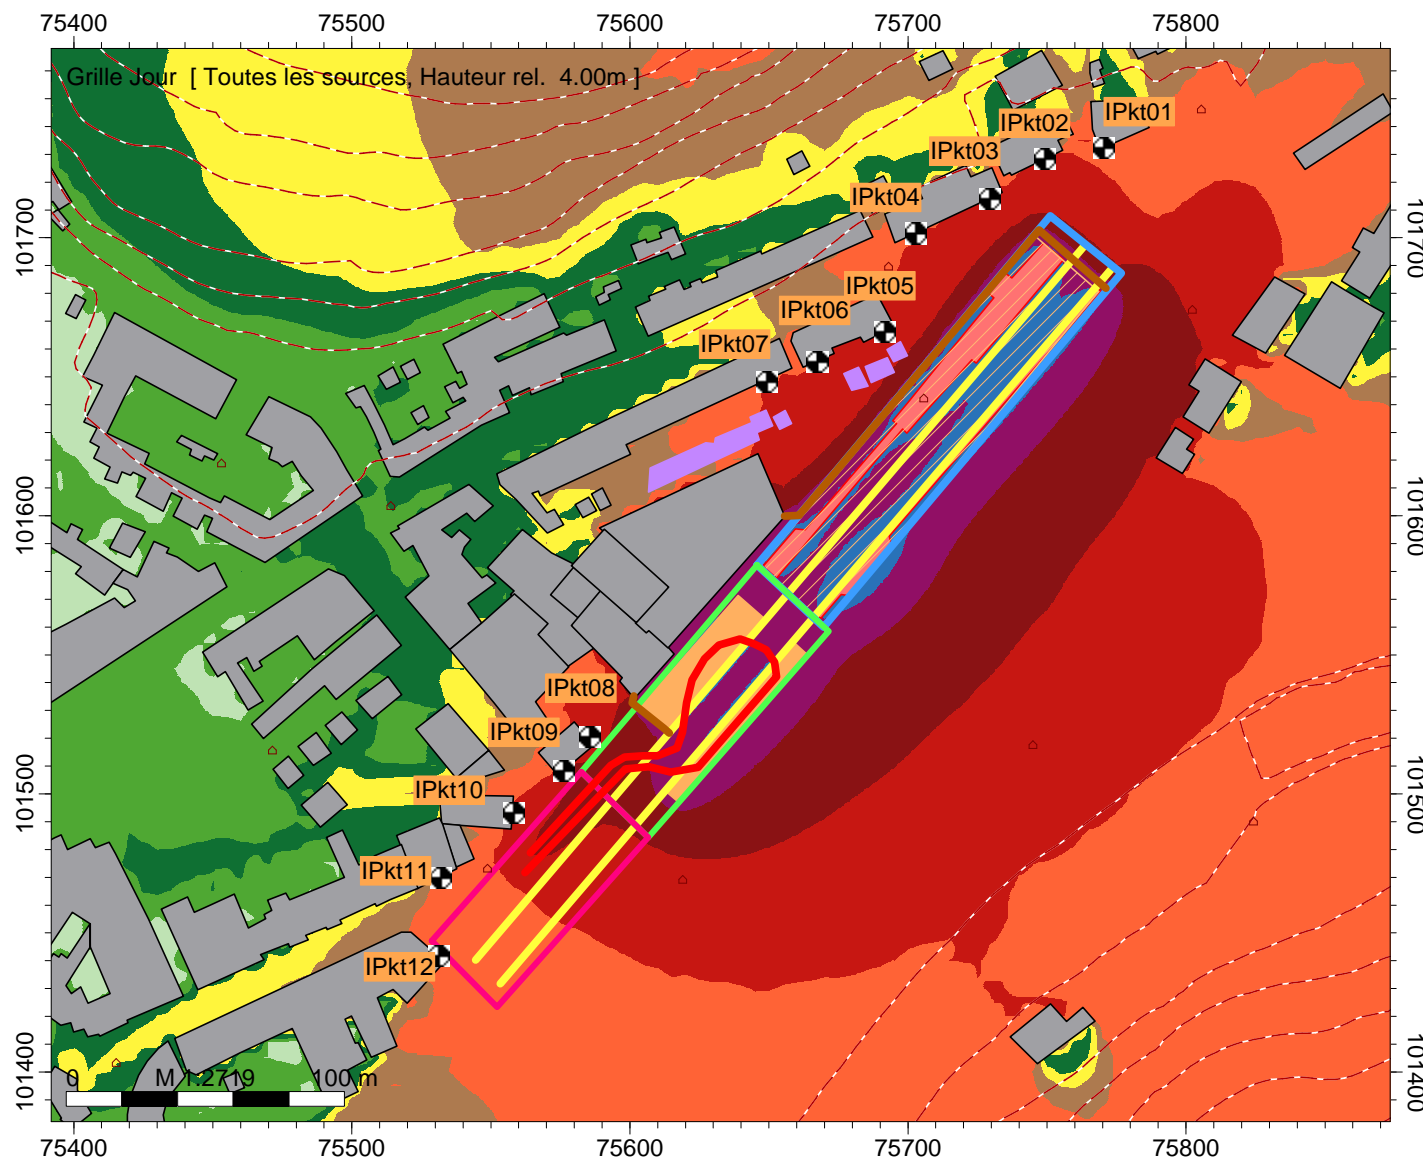 75400 75500 75600 75700 75800
Grille Jour [ Toutes les sources, Hauteur rel. 4.00m ]
IPkt01
IPkt02
IPkt03
IPkt04
101700 101700
IPkt05
IPkt06
IPkt07
101600 101600
IPkt08
IPkt09
101500 101500
IPkt10
IPkt11
IPkt12
101400 101400
0 M 1:2719 100 m
75400 75500 75600 75700 75800